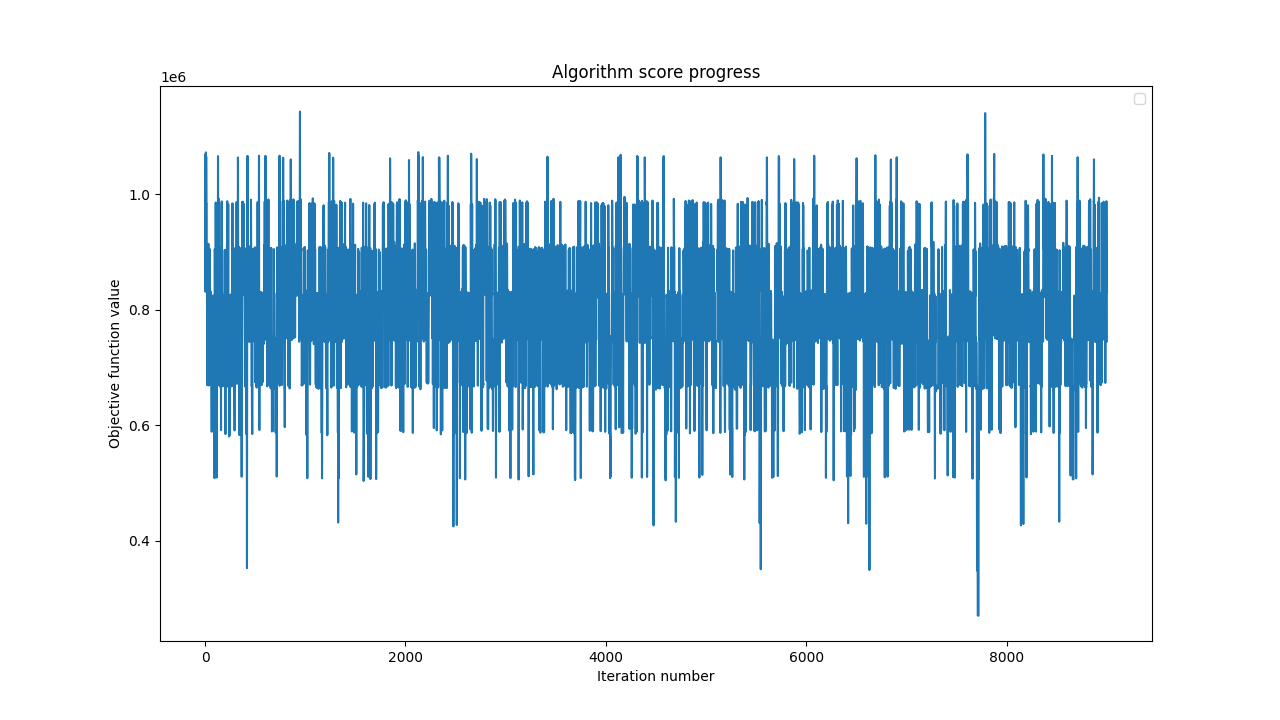 Algorithm score progress
1e6
1.0
0.8
0.6
0.4
Objective function value
0
2000
4000
6000
8000
Iteration number